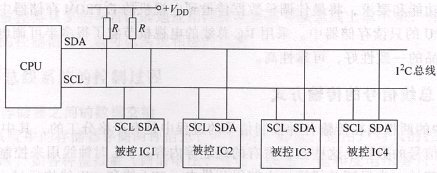 +V_DD
R R
SDA
CPU
I²C总线
SCL
SCL SDA SCL SDA SCL SDA SCL SDA
被控IC1 被控IC2 被控IC3 被控IC4